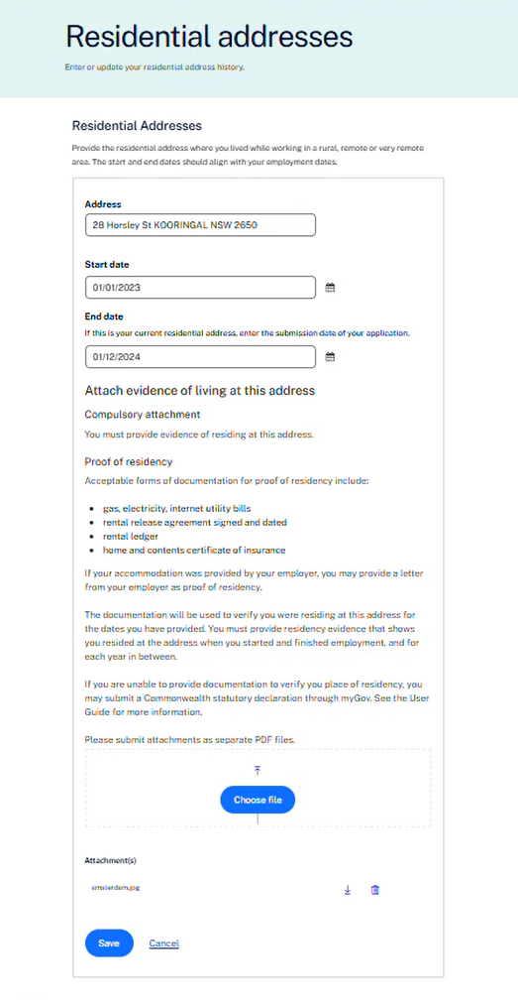 Residential addresses
Enter or update your residential address history.
Residential Addresses
Provide the residential address where you lived while working in a rural, remote or very remote
area. The start and end dates should align with your employment dates.
Address
28 Horsley St KOORINGAL NSW 2650
Start date
01/01/2023
End date
If this is your current residential address, enter the submission date of your application.
01/12/2024
Attach evidence of living at this address
Compulsory attachment
You must provide evidence of residing at this address.
Proof of residency
Acceptable forms of documentation for proof of residency include:
• gas, electricity, internet utility bills
• rental release agreement signed and dated
• rental ledger
• home and contents certificate of insurance
If your accommodation was provided by your employer, you may provide a letter
from your employer as proof of residency.
The documentation will be used to verify you were residing at this address for
the dates you have provided. You must provide residency evidence that shows
you resided at the address when you started and finished employment, and for
each year in between.
If you are unable to provide documentation to verify you place of residency, you
may submit a Commonwealth statutory declaration through myGov. See the User
Guide for more information.
Please submit attachments as separate PDF files.
Choose file
Attachment(s)
amsterdam.jpg
Save
Cancel